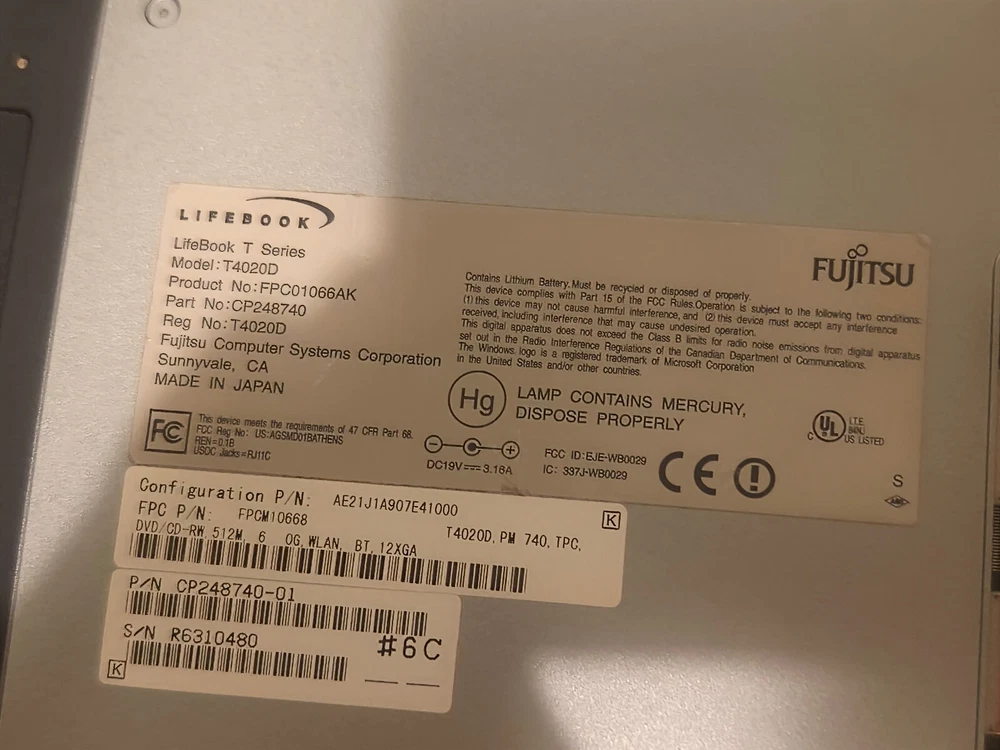 LIFEBOOK
LifeBook T Series
Model:T4020D
Product No:FPC01066AK
Part No:CP248740
Reg No:T4020D
Fujitsu Computer Systems Corporation
Sunnyvale, CA
MADE IN JAPAN
FUJITSU
Contains Lithium Battery.Must be recycled or disposed of properly.
This device complies with Part 15 of the FCC Rules.Operation is subject to the following two conditions:
(1)this device may not cause harmful interference, and (2)this device must accept any interference
received, including interference that may cause undesired operation.
This digital apparatus does not exceed the Class B limits for radio noise emissions from digital apparatus
set out in the Radio Interference Regulations of the Canadian Department of Communications.
The Windows logo is a registered trademark of Microsoft Corporation
in the United States and/or other countries.
Hg
LAMP CONTAINS MERCURY,
DISPOSE PROPERLY
FC
This device meets the requirements of 47 CFR Part 68.
FCC Reg No: US:AGSMD01BATHENS
REN=0.1B
USOC Jacks=RJ11C
DC19V 3.16A
FCC ID:EJE-WB0029
IC: 337J-WB0029
CE
C UL US LISTED
I.T.E.
S
Configuration P/N: AE21J1A907E41000
FPC P/N: FPCM10668
K
T4020D, PM 740, TPC,
DVD/CD-RW, 512M, 6 0G, WLAN, BT, 12XGA
P/N CP248740-01
S/N R6310480
#6C
K